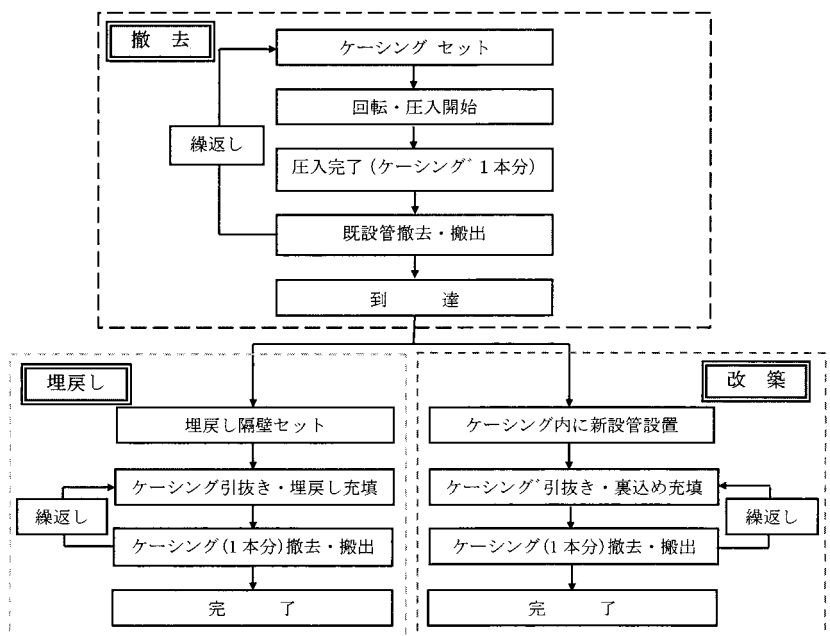 撤 去
ケーシング セット
回転・圧入開始
繰返し
圧入完了(ケーシング 1本分)
既設管撤去・搬出
到 達
埋戻し
改 築
埋戻し隔壁セット
ケーシング内に新設管設置
ケーシング引抜き・埋戻し充填
ケーシング引抜き・裏込め充填
繰返し
繰返し
ケーシング(1本分)撤去・搬出
ケーシング(1本分)撤去・搬出
完 了
完 了